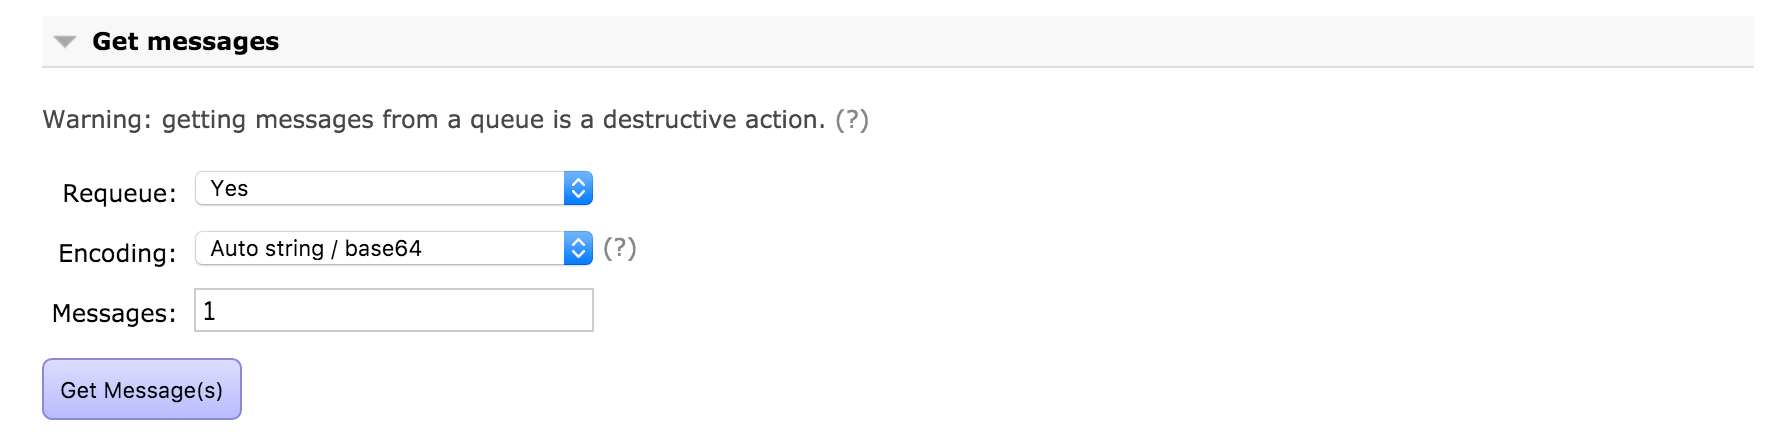 Get messages
Warning: getting messages from a queue is a destructive action. (?)
Requeue: Yes
Encoding: Auto string / base64 (?)
Messages: 1
Get Message(s)